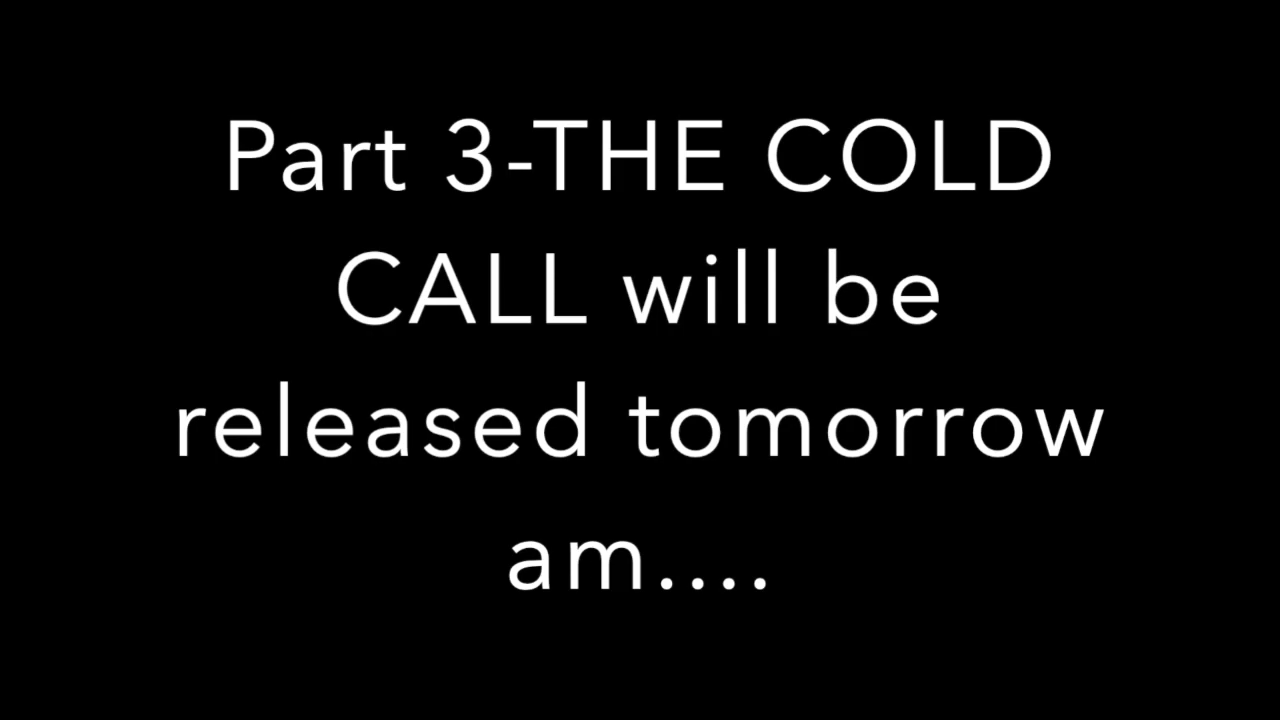 Part 3-THE COLD
CALL will be
released tomorrow
am....